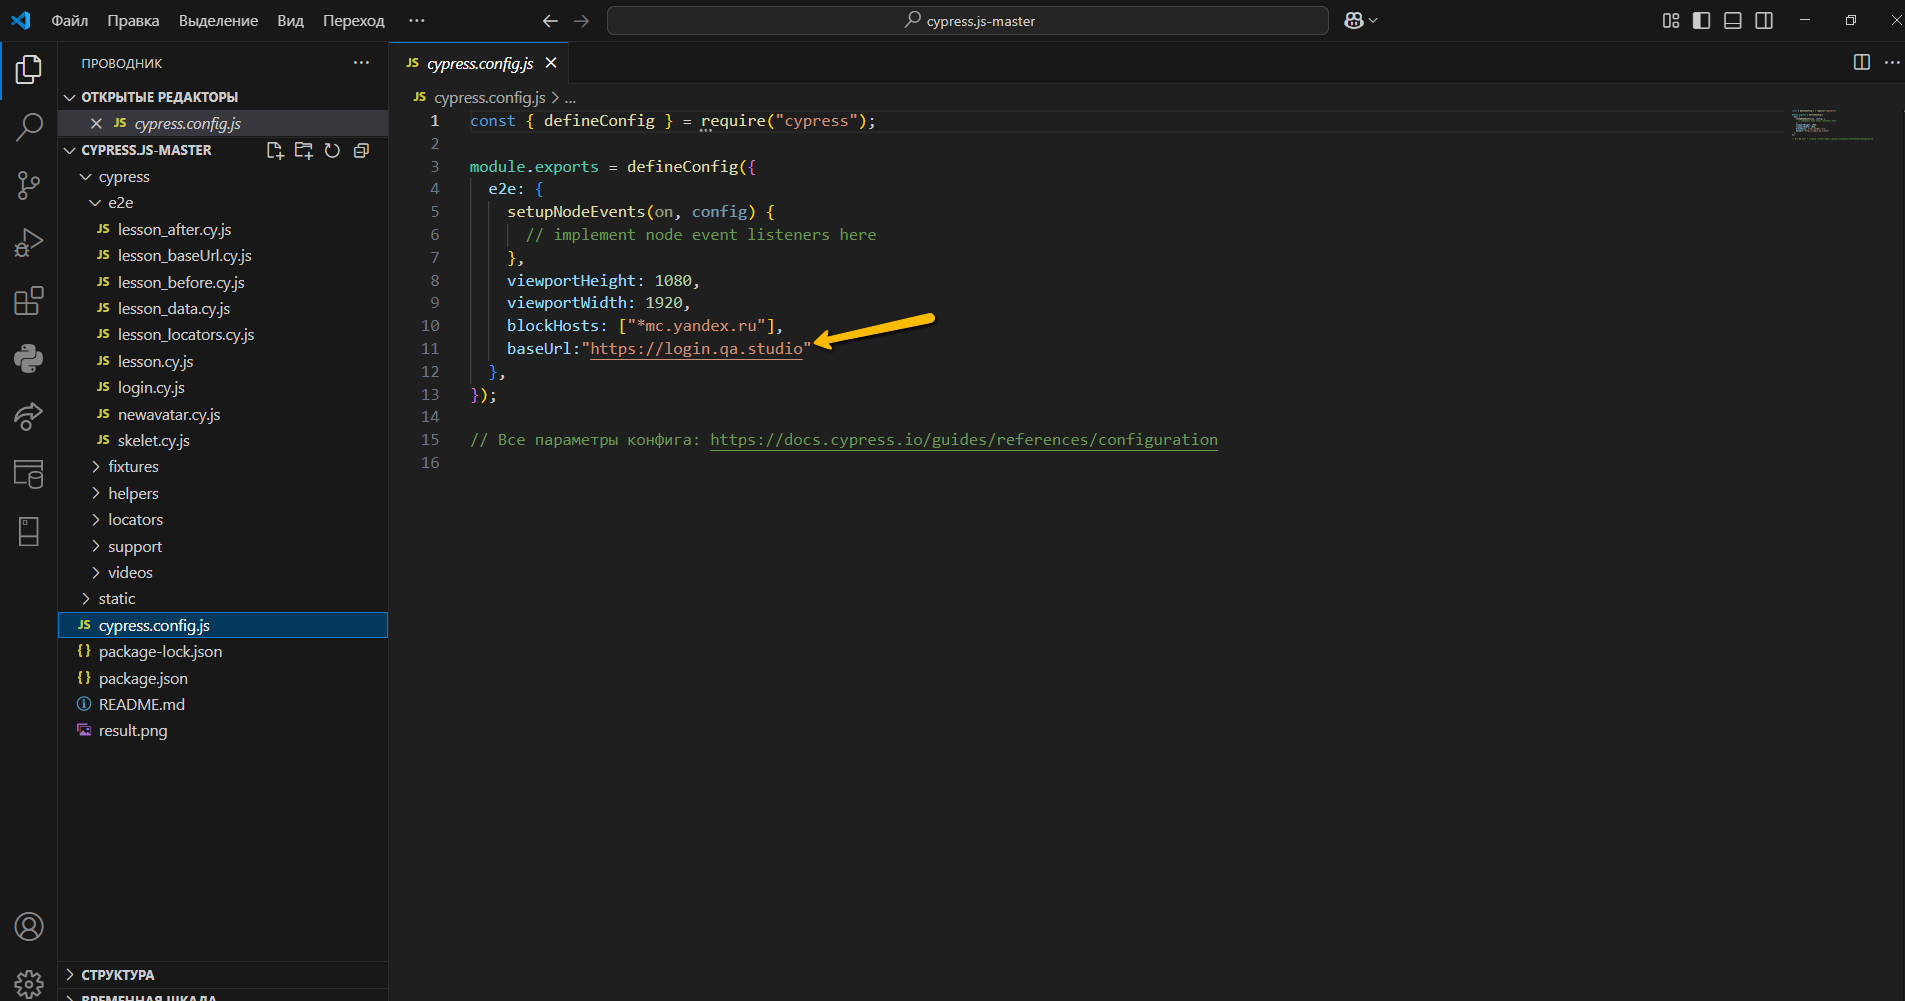 Файл Правка Выделение Вид Переход ···
cypress.js-master
ПРОВОДНИК
ОТКРЫТЫЕ РЕДАКТОРЫ
JS cypress.config.js
CYPRESS.JS-MASTER
cypress
e2e
JS lesson_after.cy.js
JS lesson_baseUrl.cy.js
JS lesson_before.cy.js
JS lesson_data.cy.js
JS lesson_locators.cy.js
JS lesson.cy.js
JS login.cy.js
JS newavatar.cy.js
JS skelet.cy.js
fixtures
helpers
locators
support
videos
static
JS cypress.config.js
{} package-lock.json
{} package.json
README.md
result.png
СТРУКТУРА
ВРЕМЕННАЯ ШКАЛА
JS cypress.config.js
JS cypress.config.js > ...
1 const { defineConfig } = require("cypress");
2
3 module.exports = defineConfig({
4 e2e: {
5 setupNodeEvents(on, config) {
6 // implement node event listeners here
7 },
8 viewportHeight: 1080,
9 viewportWidth: 1920,
10 blockHosts: ["*mc.yandex.ru"],
11 baseUrl:"https://login.qa.studio"
12 },
13 });
14
15 // Все параметры конфига: https://docs.cypress.io/guides/references/configuration
16